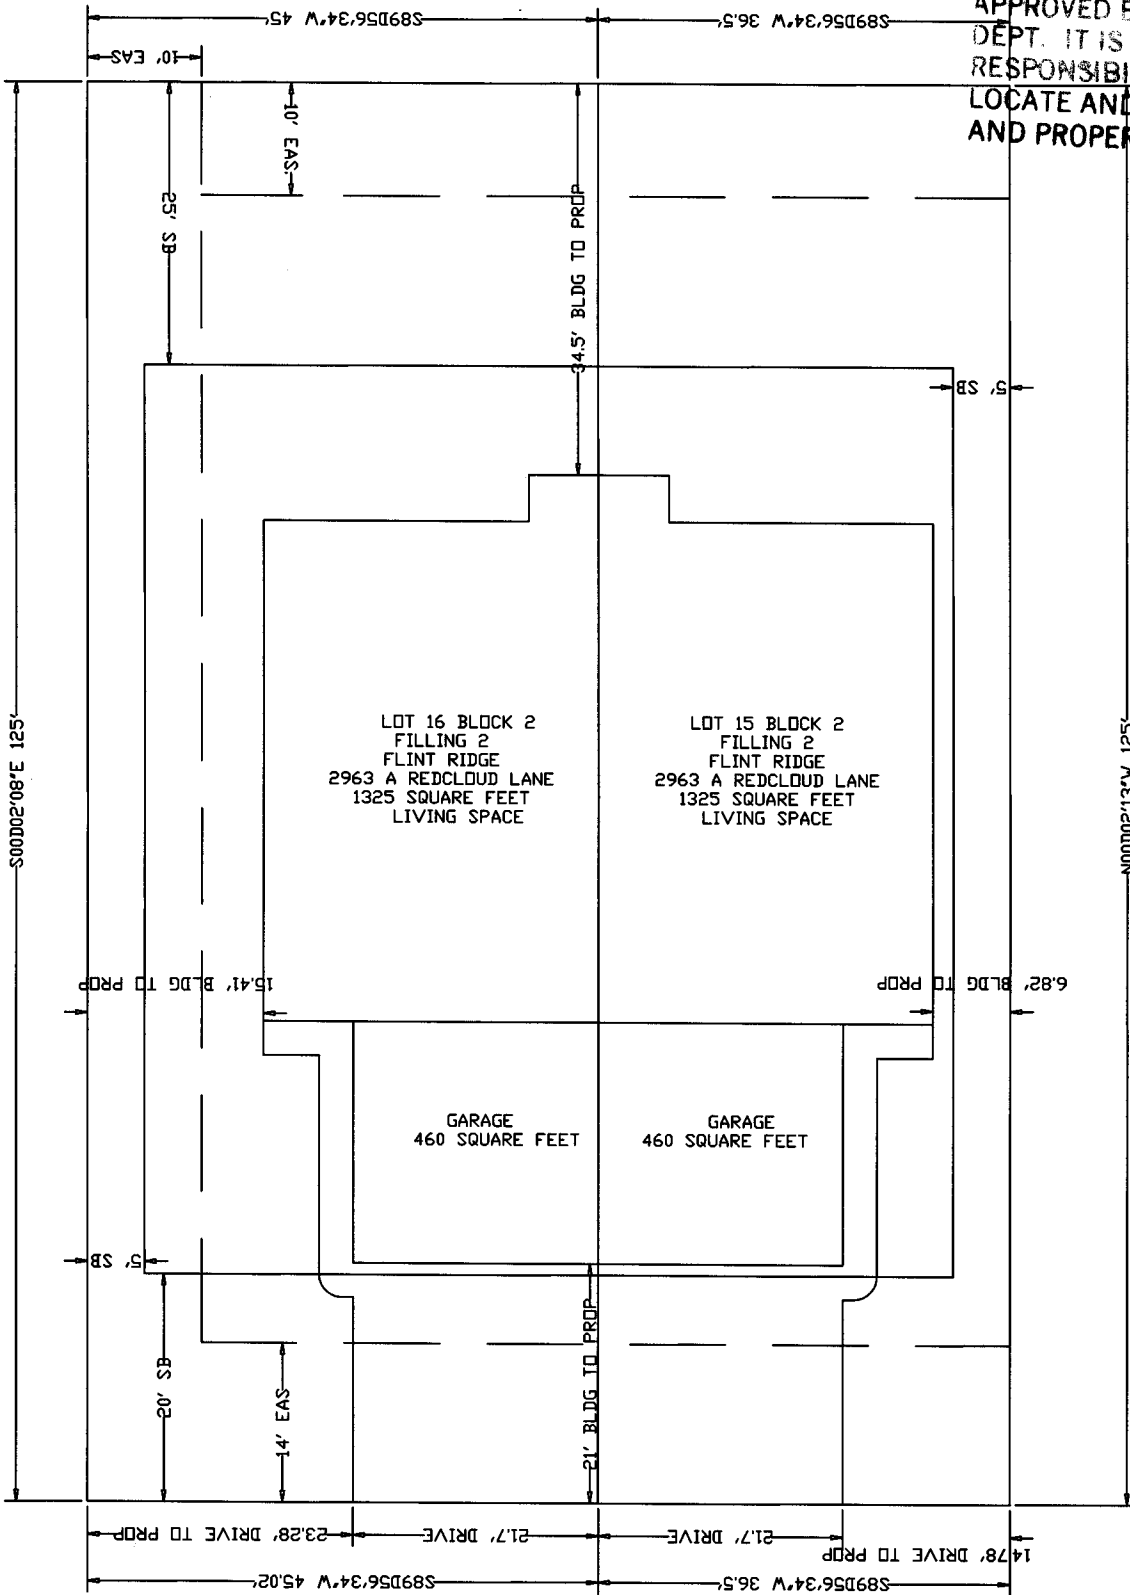 S89D56'34"W 45'
S89D56'34"W 36.5'
APPROVED
DEPT. IT IS
RESPONSIBI
LOCATE AND
AND PROPER
10' EAS
10' EAS.
25' SB
34.5' BLDG TO PROP
5' SB
S00D02'08"E 125'
N00D02'13"W 125'
LOT 16 BLOCK 2
FILLING 2
FLINT RIDGE
2963 A REDCLOUD LANE
1325 SQUARE FEET
LIVING SPACE
LOT 15 BLOCK 2
FILLING 2
FLINT RIDGE
2963 A REDCLOUD LANE
1325 SQUARE FEET
LIVING SPACE
15.41' BLDG TO PROP
6.82' BLDG TO PROP
GARAGE
460 SQUARE FEET
GARAGE
460 SQUARE FEET
5' SB
20' SB
14' EAS
21' BLDG TO PROP
23.28' DRIVE TO PROP
21.7' DRIVE
21.7' DRIVE
14.78' DRIVE TO PROP
S89D56'34"W 45.02'
S89D56'34"W 36.5'